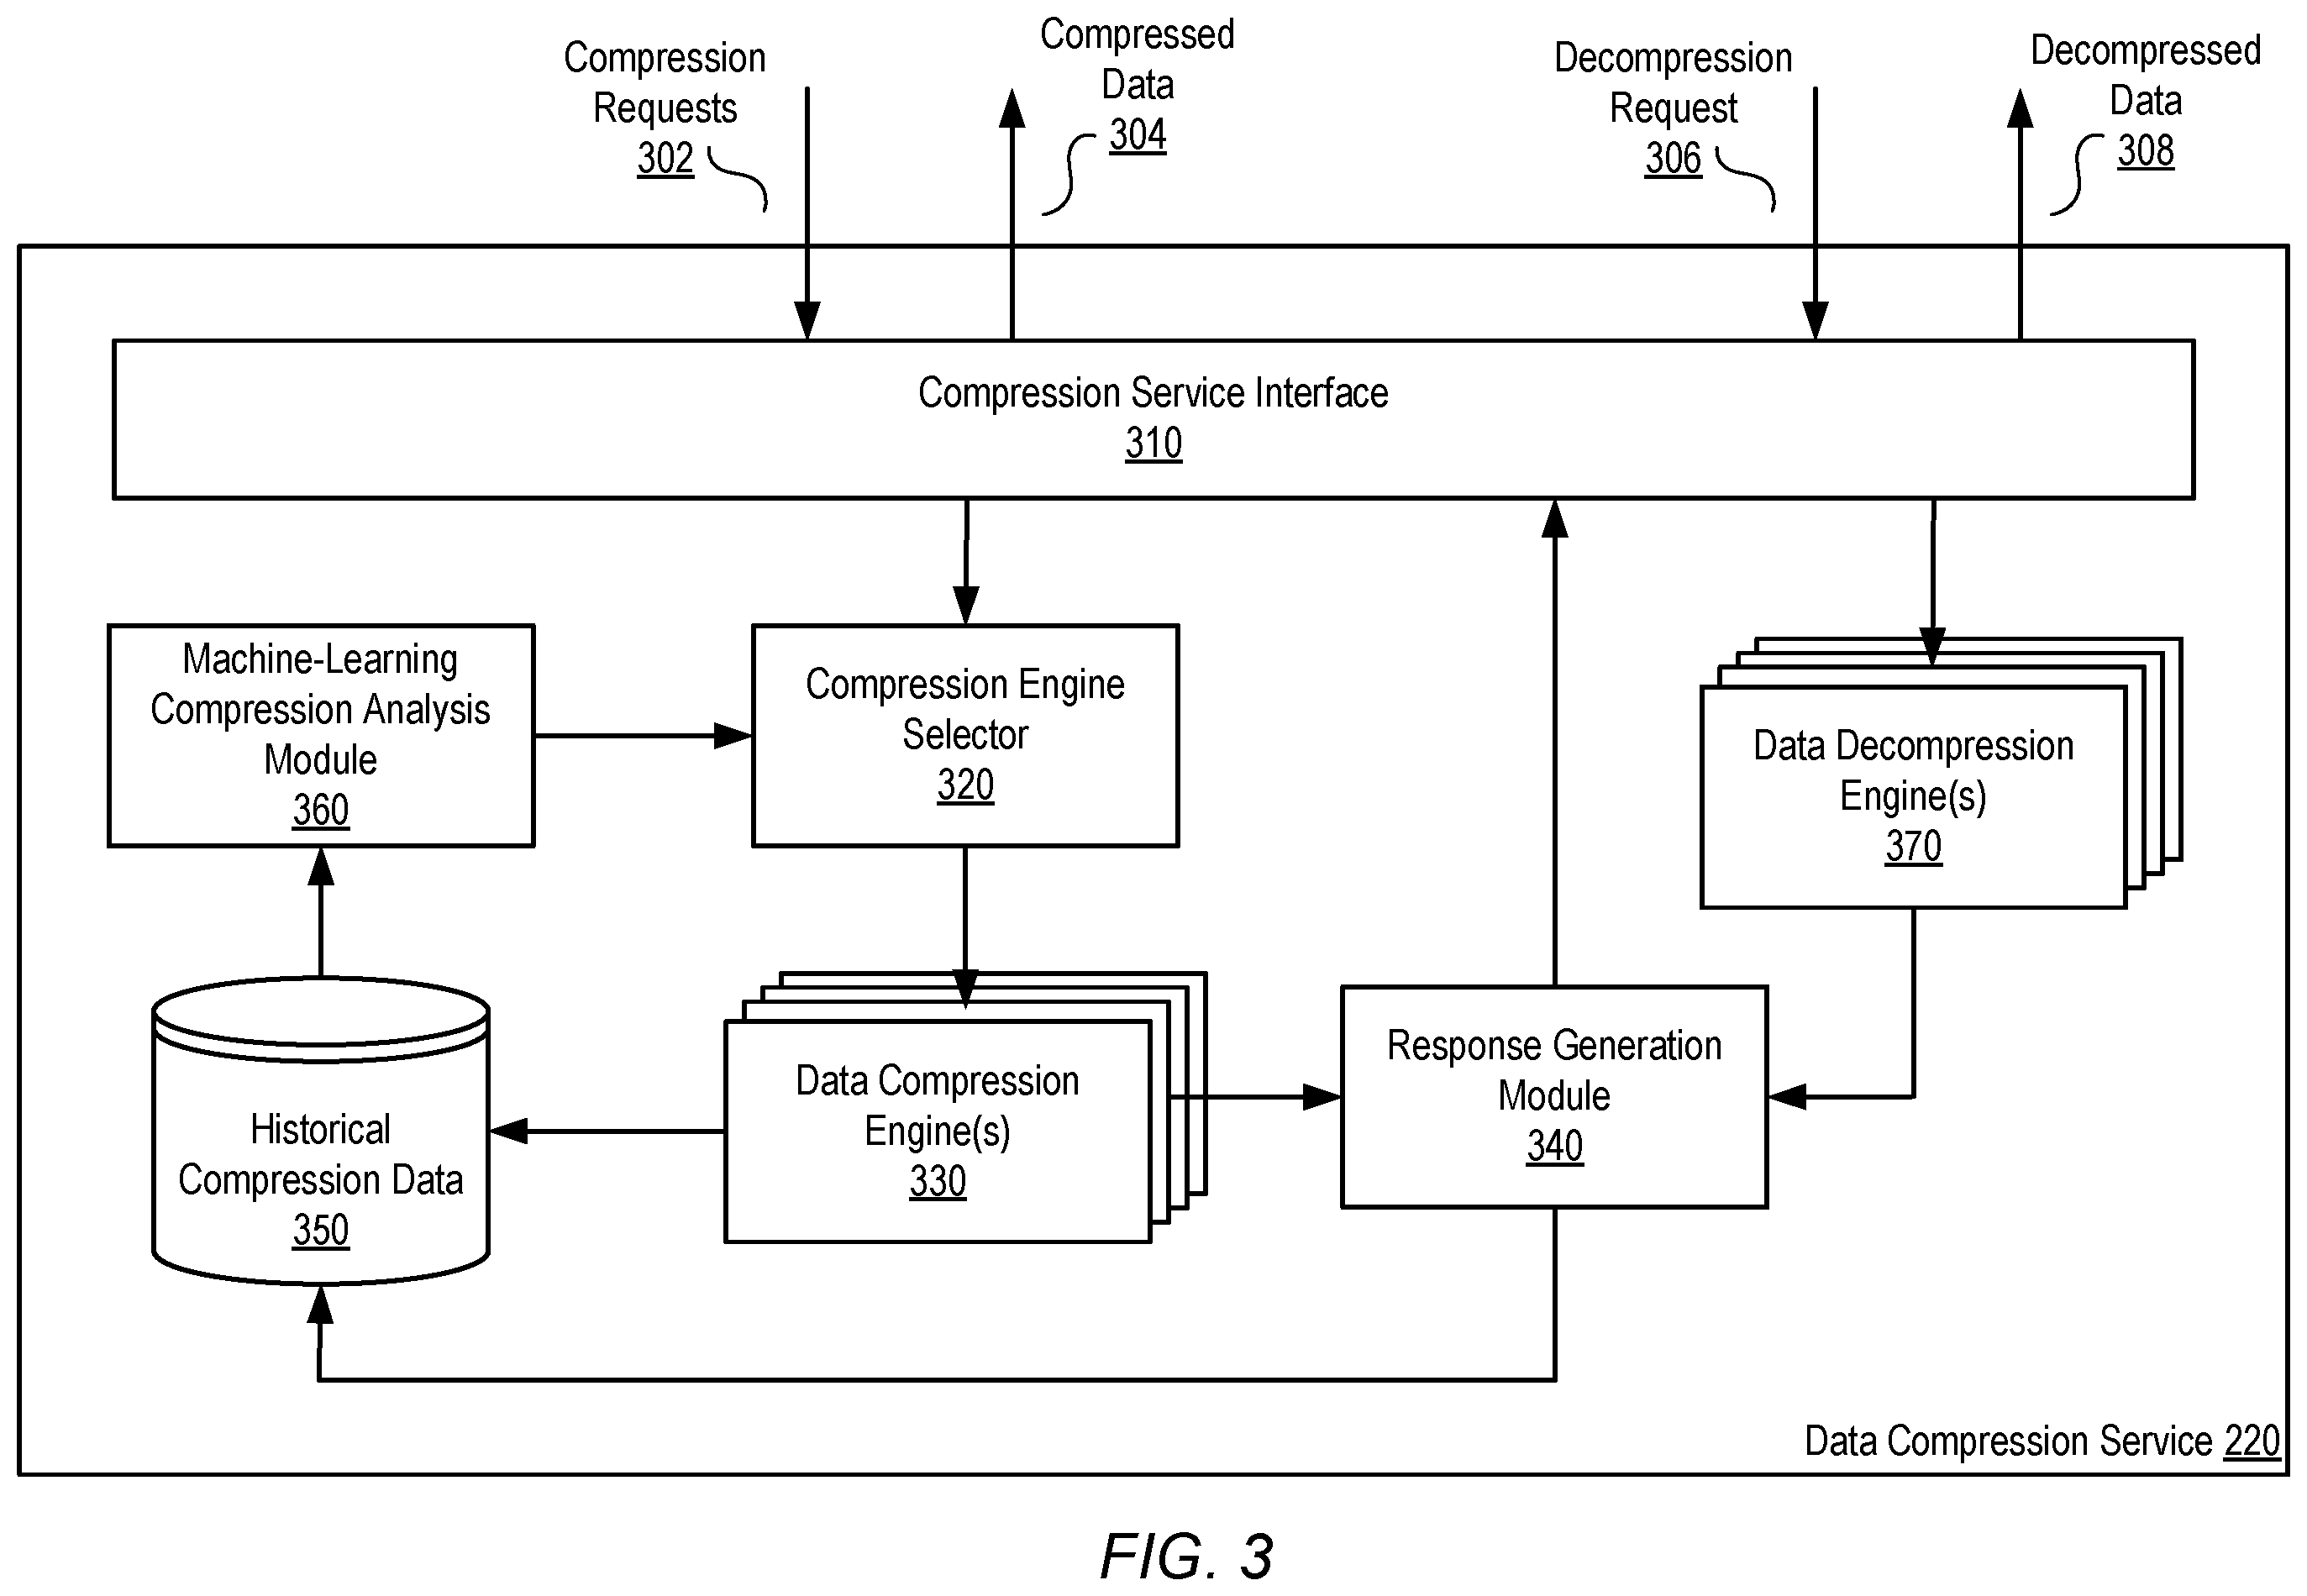 Compression
Requests
302
Compressed
Data
304
Decompression
Request
306
Decompressed
Data
308
Compression Service Interface
310
Machine-Learning
Compression Analysis
Module
360
Compression Engine
Selector
320
Data Decompression
Engine(s)
370
Historical
Compression Data
350
Data Compression
Engine(s)
330
Response Generation
Module
340
Data Compression Service 220
FIG. 3